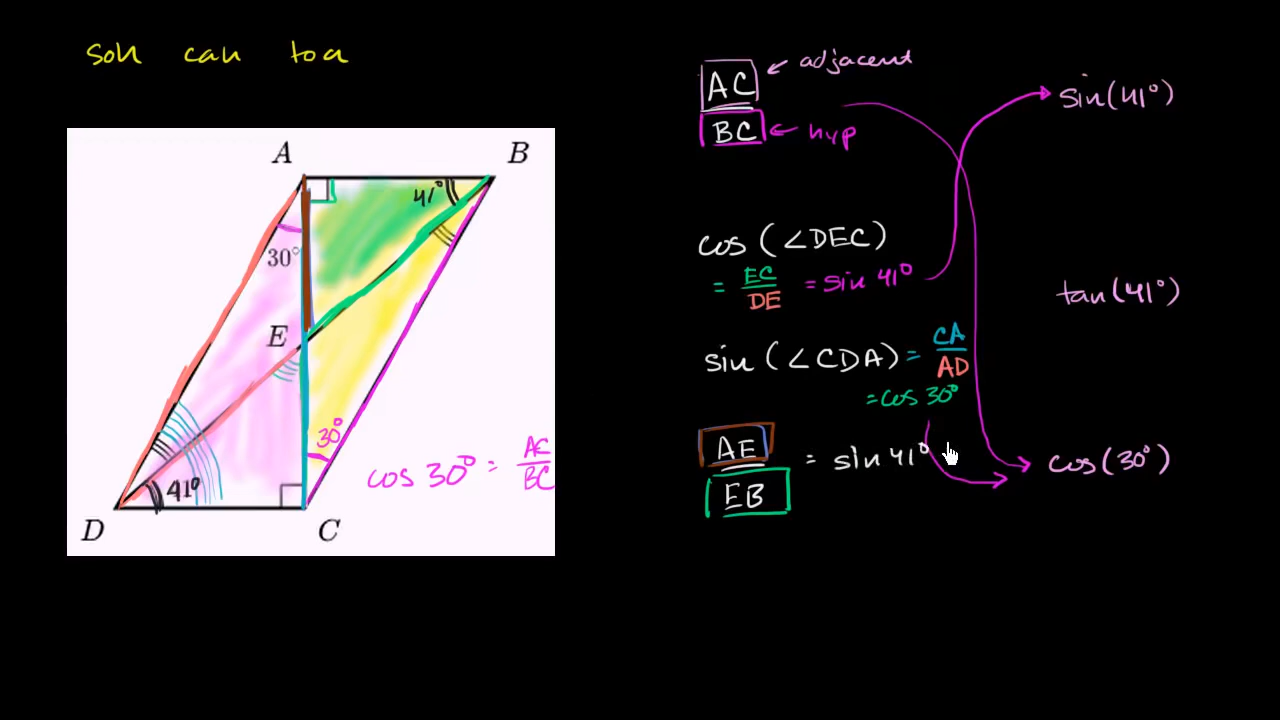 soh cah toa
A B
41°
30°
E
30°
41°
cos 30° = AC
BC
D C
AC ← adjacent
BC ← hyp
cos (∠DEC)
= EC = sin 41°
DE
sin (∠CDA) = CA
AD
= cos 30°
AE = sin 41°
EB
sin(41°)
tan(41°)
cos(30°)